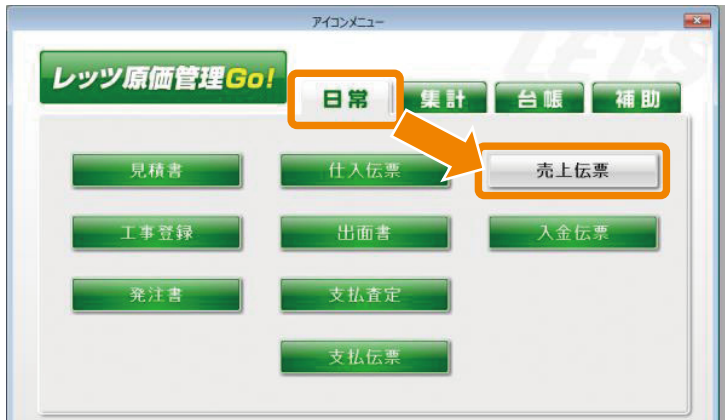 アイコンメニュー
LETS
レッツ原価管理Go!
日常 集計 台帳 補助
見積書 仕入伝票 売上伝票
工事登録 出面書 入金伝票
発注書 支払査定
支払伝票